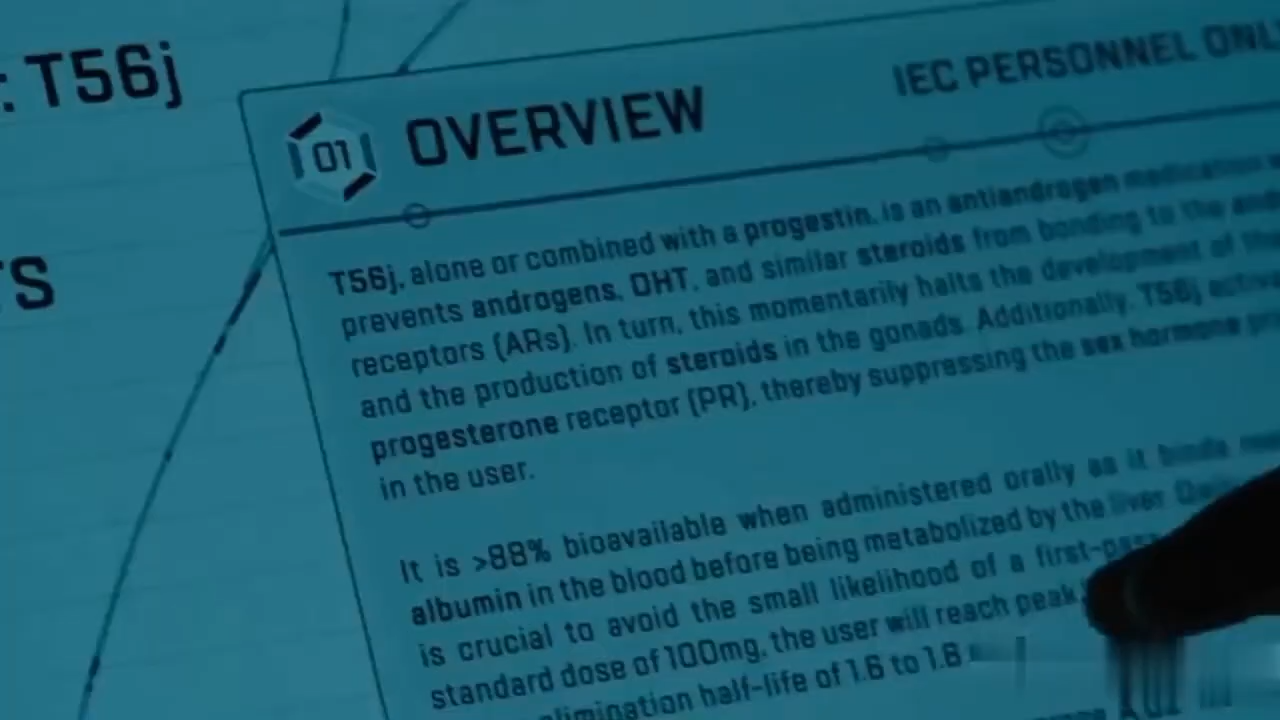 : T56j
TS
01 OVERVIEW
IEC PERSONNEL ONL
T56j, alone or combined with a progestin, is an antiandrogen medication
prevents androgens, DHT, and similar steroids from bonding to the
receptors (ARs). In turn, this momentarily halts the development of
and the production of steroids in the gonads. Additionally, T56j
progesterone receptor (PR), thereby suppressing the sex hormone
in the user.
It is >88% bioavailable when administered orally as it binds
albumin in the blood before being metabolized by the liver.
is crucial to avoid the small likelihood of a first-pass
standard dose of 100mg, the user will reach peak
elimination half-life of 1.6 to 1.8